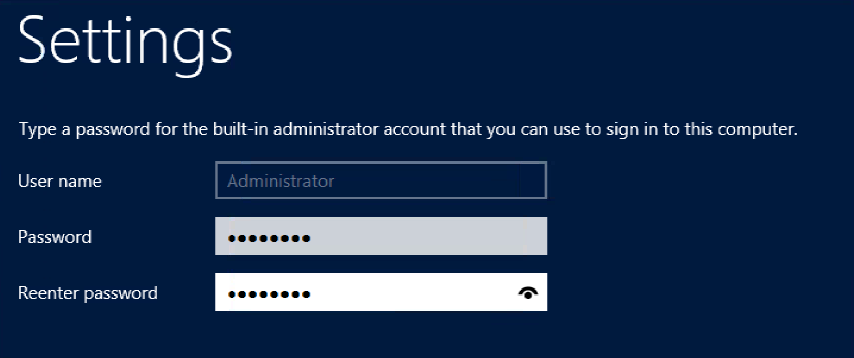 Settings
Type a password for the built-in administrator account that you can use to sign in to this computer.
User name Administrator
Password ••••••••
Reenter password ••••••••